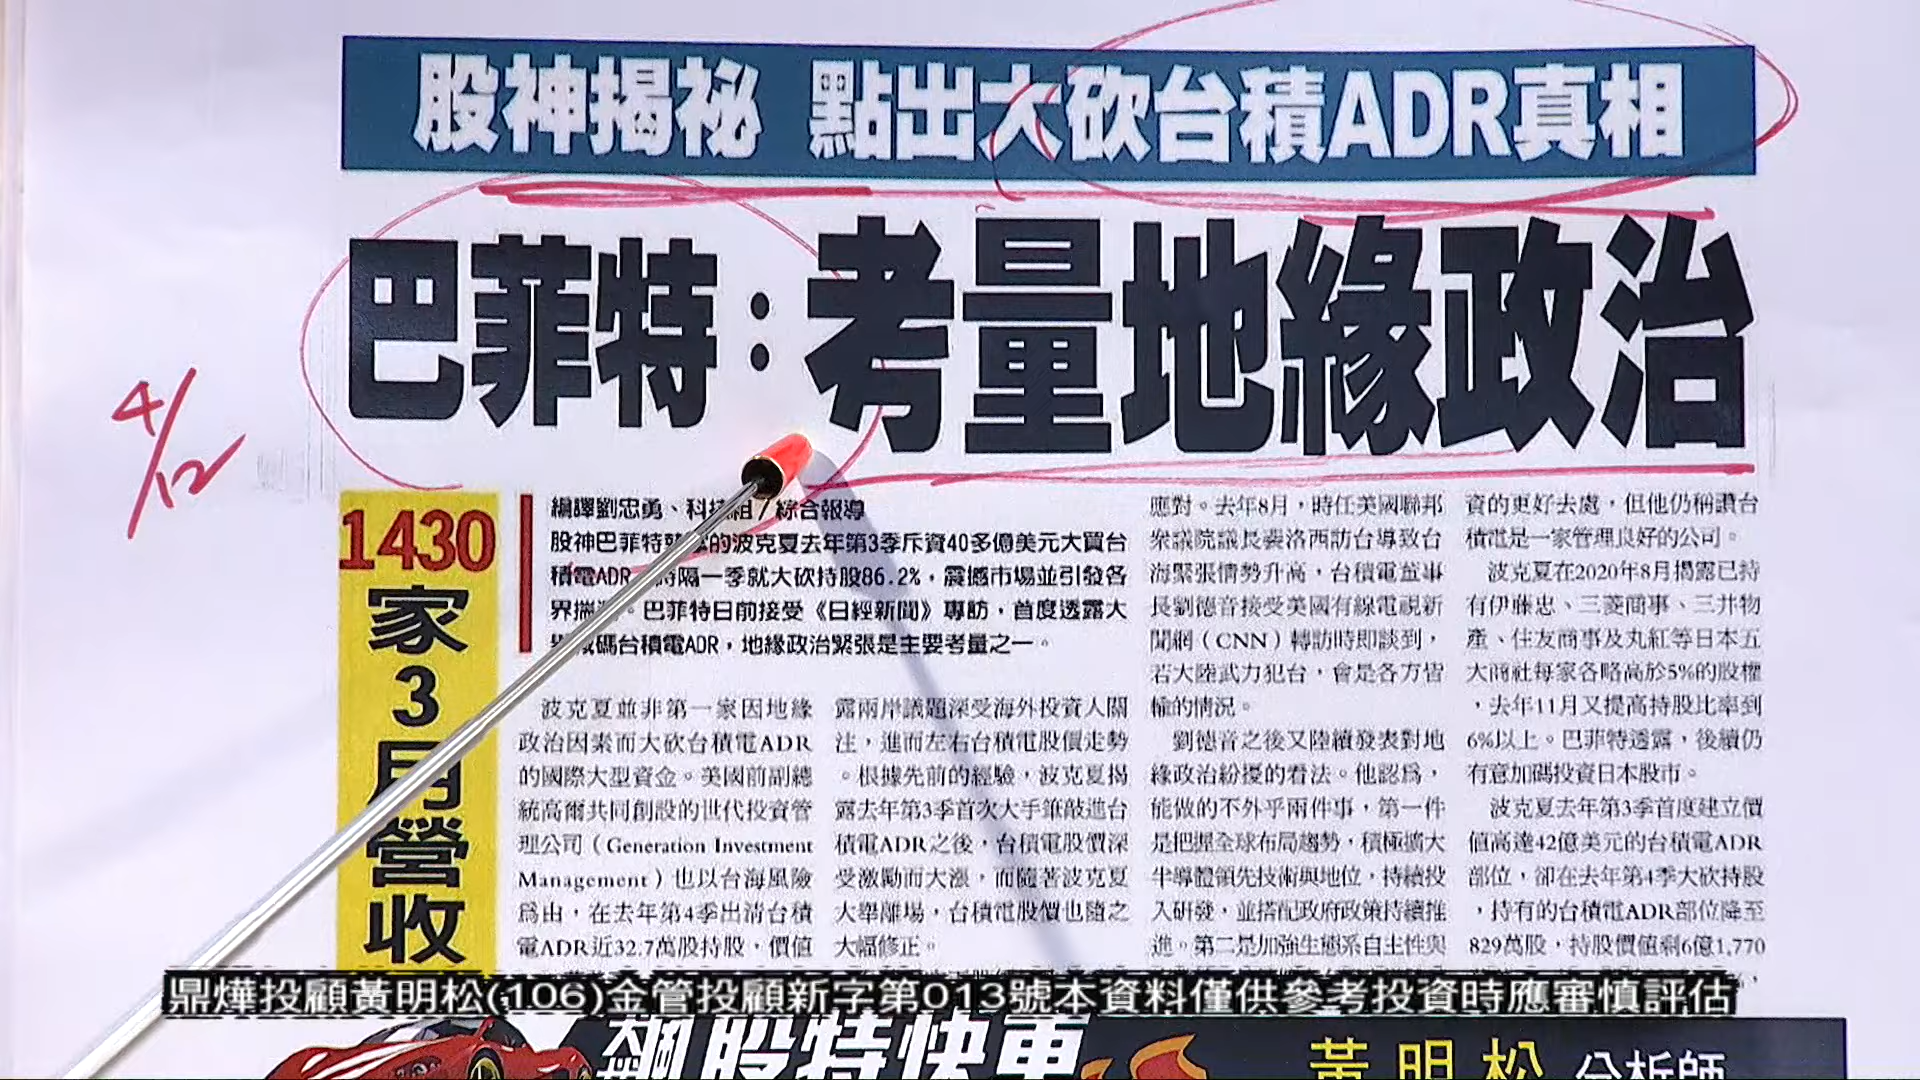 股神揭祕 點出大砍台積ADR真相
巴菲特：考量地緣政治
4/12
1430家3月營收
編譯劉忠勇、科技組／綜合報導
股神巴菲特 的波克夏去年第3季斥資40多億美元大買台
積電ADR 時隔一季就大砍持股86.2%，震撼市場並引發各
界揣 。巴菲特日前接受《日經新聞》專訪，首度透露大
減碼台積電ADR，地緣政治緊張是主要考量之一。
波克夏並非第一家因地緣
政治因素而大砍台積電ADR
的國際大型資金。美國前副總
統高爾共同創設的世代投資管
理公司（Generation Investment
Management）也以台海風險
為由，在去年第4季出清台積
電ADR近32.7萬股持股，價值
露兩岸議題深受海外投資人關
注，進而左右台積電股價走勢
。根據先前的經驗，波克夏揭
露去年第3季首次大手筆敲進台
積電ADR之後，台積電股價深
受激勵而大漲，而隨著波克夏
大舉離場，台積電股價也隨之
大幅修正。
應對。去年8月，時任美國聯邦
眾議院議長裴洛西訪台導致台
海緊張情勢升高，台積電董事
長劉德音接受美國有線電視新
聞網（CNN）轉訪時即談到，
若大陸武力犯台，會是各方皆
輸的情況。
劉德音之後又陸續發表對地
緣政治紛擾的看法。他認為，
能做的不外乎兩件事，第一件
是把握全球布局趨勢，積極擴大
半導體領先技術與地位，持續投
入研發，並搭配政府政策持續推
進。第二是加強生態系自主性與
資的更好去處，但他仍稱讚台
積電是一家管理良好的公司。
波克夏在2020年8月揭露已持
有伊藤忠、三菱商事、三井物
產、住友商事及丸紅等日本五
大商社每家各略高於5%的股權
，去年11月又提高持股比率到
6%以上。巴菲特透露，後續仍
有意加碼投資日本股市。
波克夏去年第3季首度建立價
值高達42億美元的台積電ADR
部位，卻在去年第4季大砍持股
，持有的台積電ADR部位降至
829萬股，持股價值剩6億1,770
鼎燁投顧黃明松(106)金管投顧新字第013號本資料僅供參考投資時應審慎評估
飆股特快車
黃明松 分析師